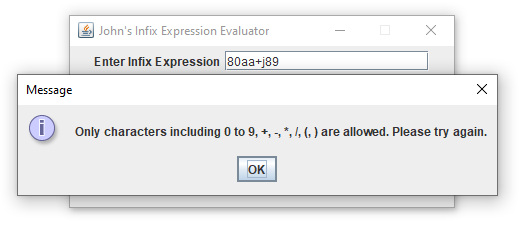 John's Infix Expression Evaluator
Enter Infix Expression 80aa+j89
Message
Only characters including 0 to 9, +, -, *, /, (, ) are allowed. Please try again.
OK